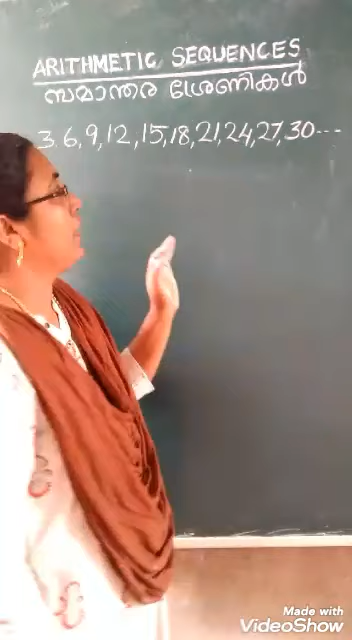 ARITHMETIC SEQUENCES
സമാന്തര ശ്രേണികൾ
3, 6, 9, 12, 15, 18, 21, 24, 27, 30---
Made with
VideoShow